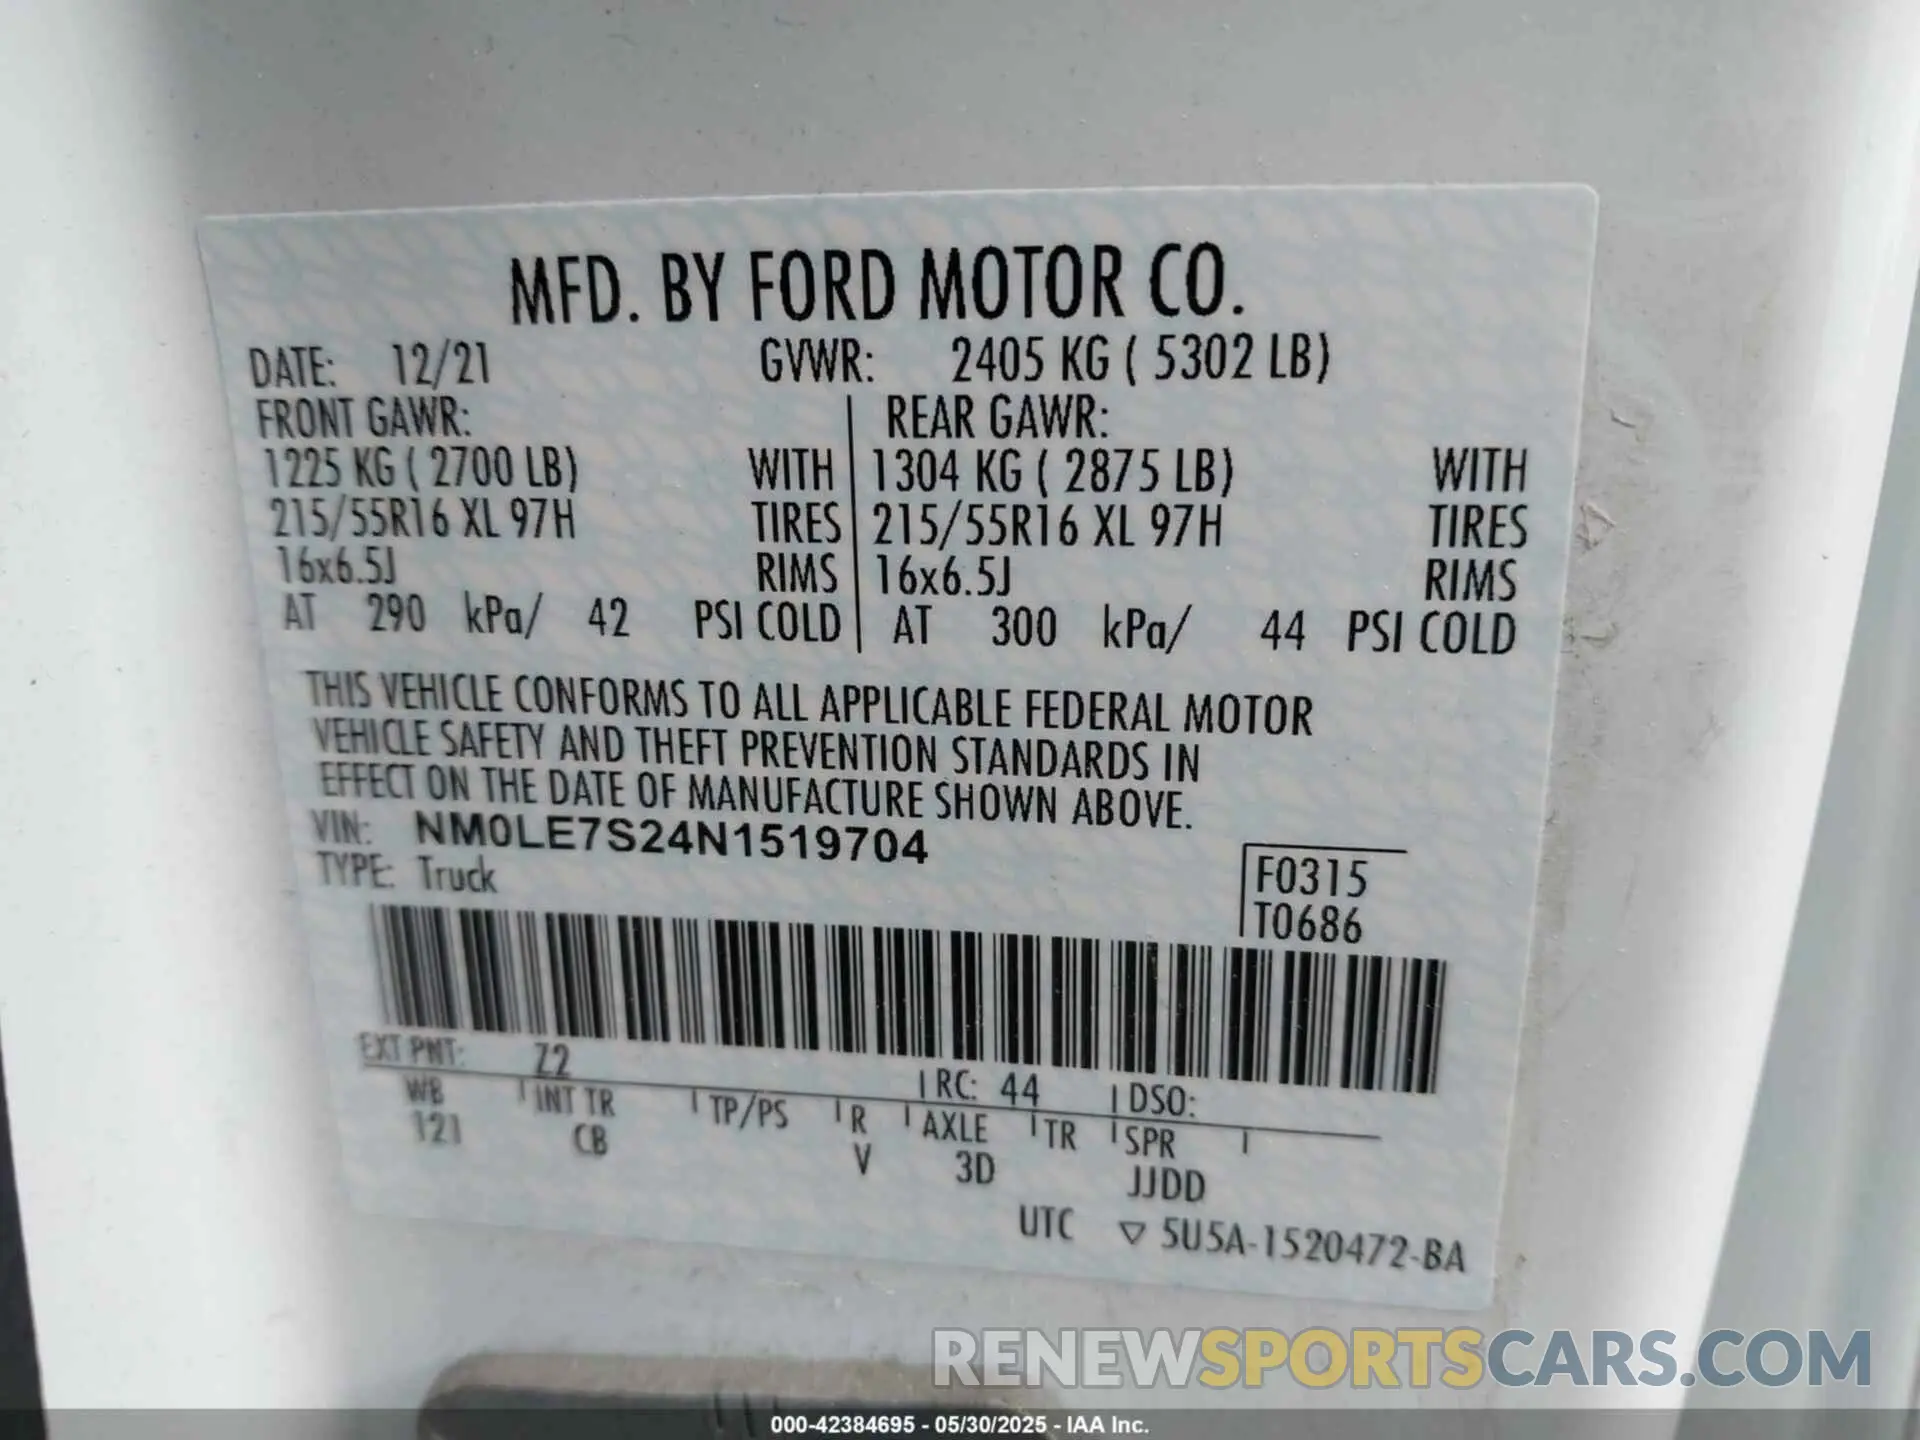 MFD. BY FORD MOTOR CO.
DATE: 12/21 GVWR: 2405 KG ( 5302 LB)
FRONT GAWR: REAR GAWR:
1225 KG ( 2700 LB) WITH 1304 KG ( 2875 LB) WITH
215/55R16 XL 97H TIRES 215/55R16 XL 97H TIRES
16x6.5J RIMS 16x6.5J RIMS
AT 290 kPa/ 42 PSI COLD AT 300 kPa/ 44 PSI COLD
THIS VEHICLE CONFORMS TO ALL APPLICABLE FEDERAL MOTOR
VEHICLE SAFETY AND THEFT PREVENTION STANDARDS IN
EFFECT ON THE DATE OF MANUFACTURE SHOWN ABOVE.
VIN: NM0LE7S24N1519704
TYPE: Truck
F0315
T0686
EXT PNT: Z2 RC: 44 DSO:
WB INT TR TP/PS R AXLE TR SPR
121 CB V 3D JJDD
UTC ▽ 5U5A-1520472-BA
RENEWSPORTSCARS.COM
000-42384695 - 05/30/2025 - IAA Inc.